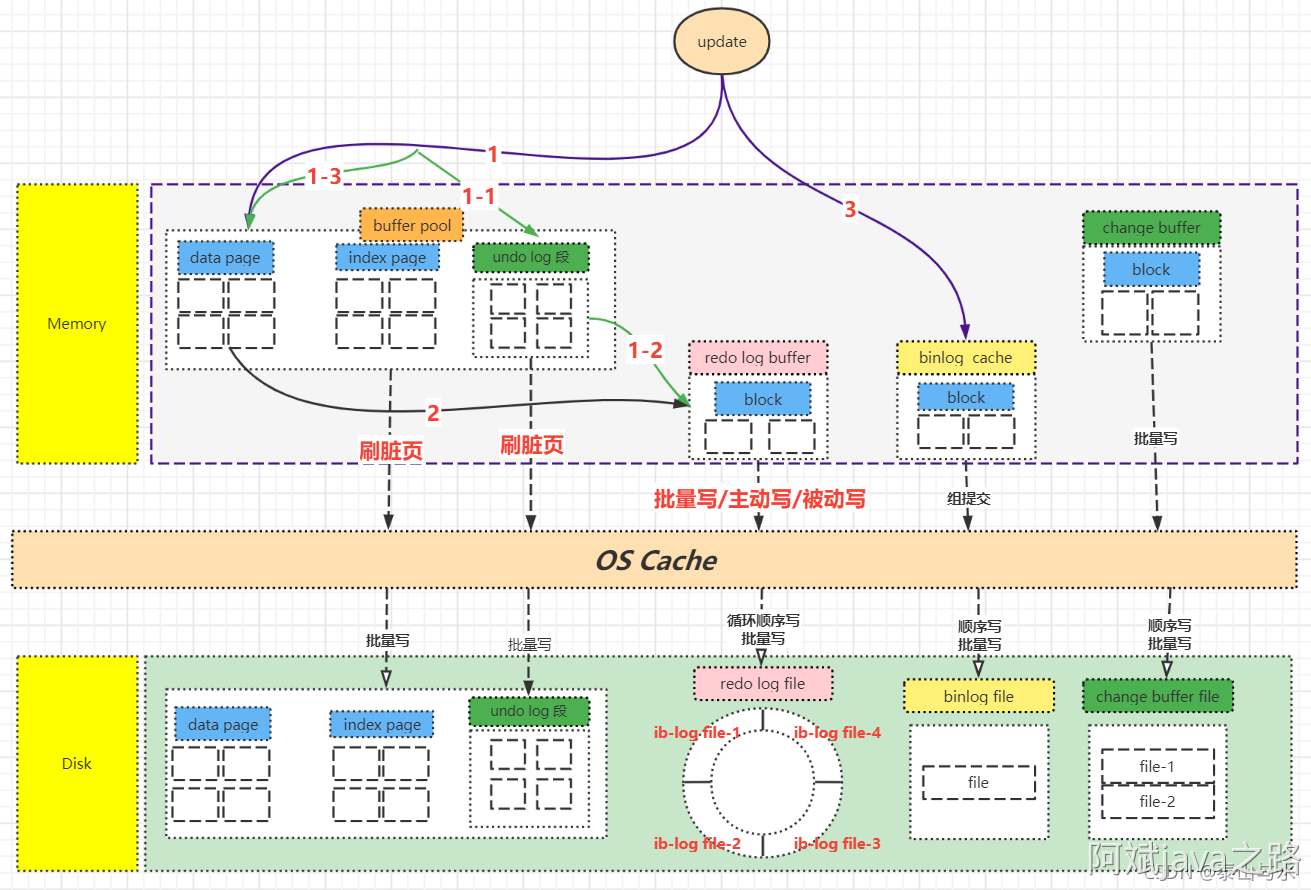 update
1
1-3
1-1
3
buffer pool
change buffer
data page
index page
undo log 段
block
Memory
1-2
redo log buffer
binlog cache
block
block
2
刷脏页
刷脏页
批量写
批量写/主动写/被动写
组提交
OS Cache
批量写
批量写
循环顺序写
批量写
顺序写
批量写
顺序写
批量写
redo log file
binlog file
change buffer file
data page
index page
undo log 段
ib-log file-1
ib-log file-4
Disk
file
file-1
file-2
ib-log file-2
ib-log file-3
阿斌java之路